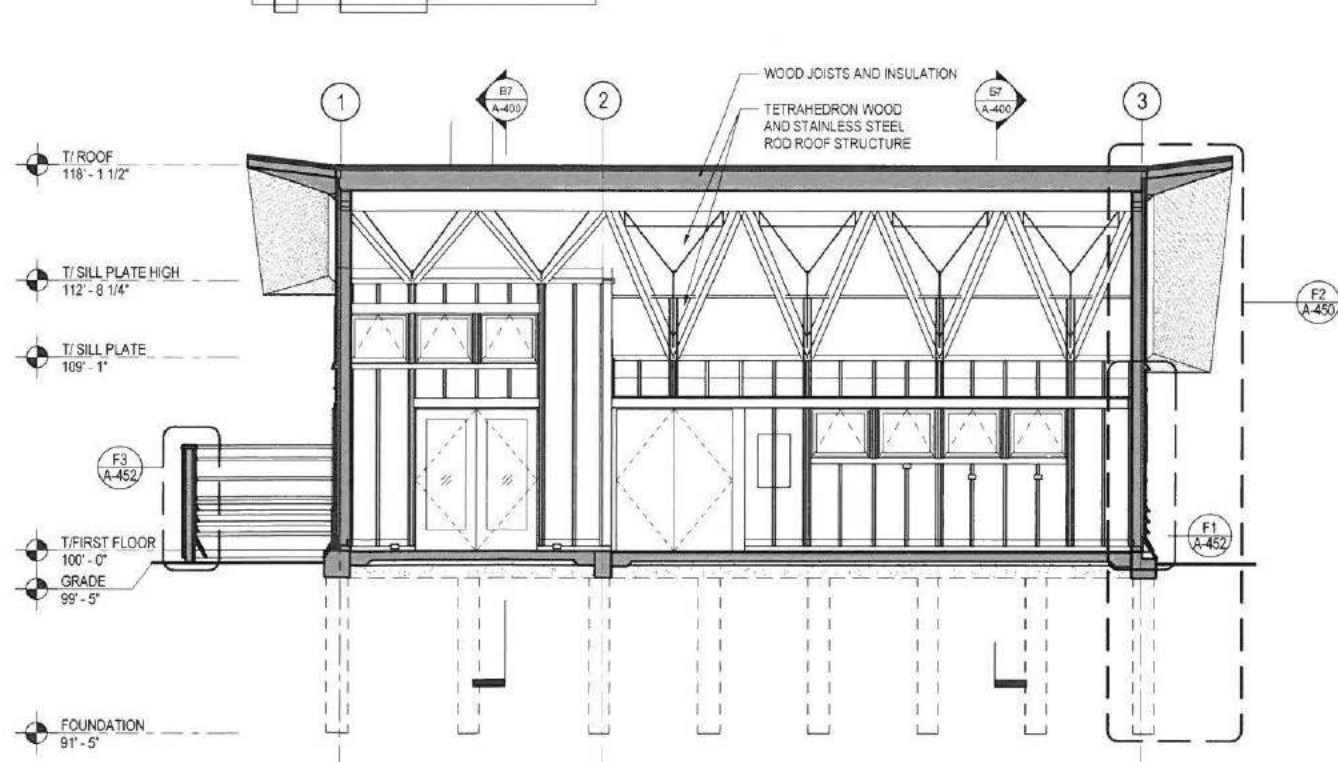 1
B7
A-400
2
WOOD JOISTS AND INSULATION
TETRAHEDRON WOOD
AND STAINLESS STEEL
ROD ROOF STRUCTURE
B7
A-400
3
T/ ROOF
118' - 1 1/2"
T/ SILL PLATE HIGH
112' - 8 1/4"
F2
A-450
T/ SILL PLATE
109' - 1"
F3
A-452
T/FIRST FLOOR
100' - 0"
F1
A-452
GRADE
99' - 5"
FOUNDATION
91' - 5"